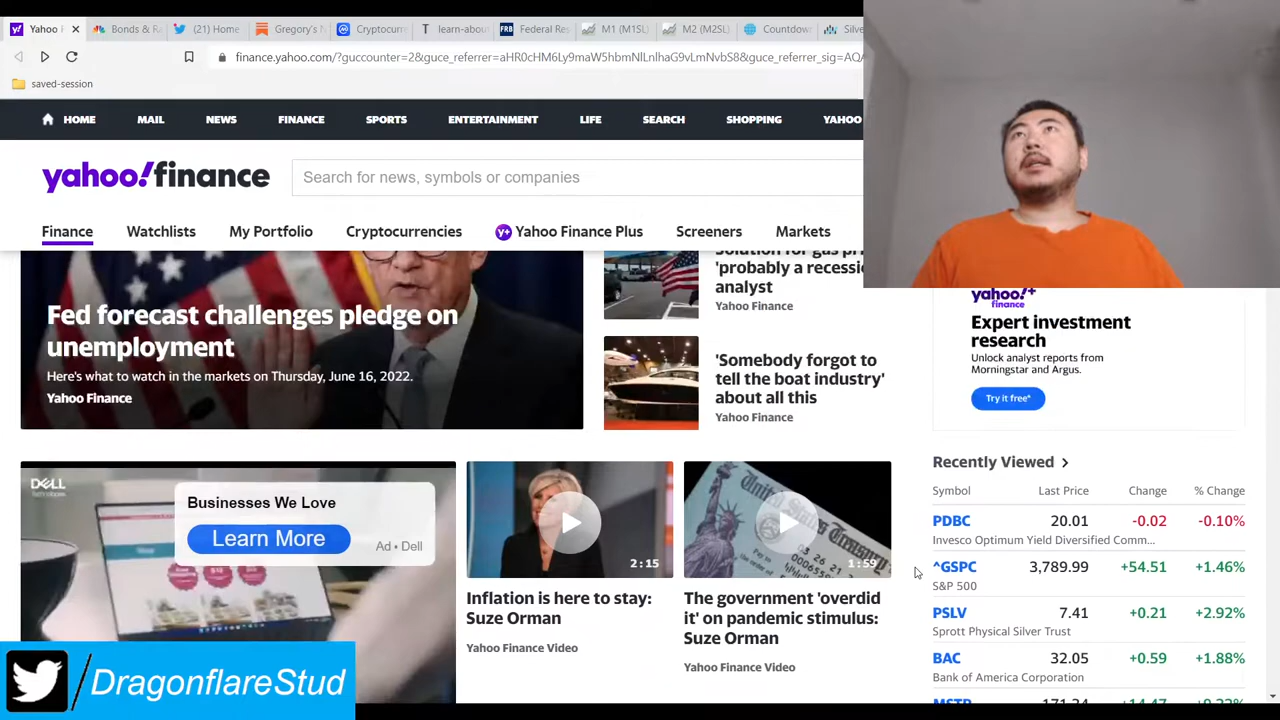 Yahoo F
Bonds & R
(21) Home
Gregory's N
Cryptocurr
learn-about
FRB
Federal Res
M1 (M1SL)
M2 (M2SL)
Countdow
Silve
finance.yahoo.com/?guccounter=2&guce_referrer=aHR0cHM6Ly9maW5hbmNlLnlhaG9vLmNvbS8&guce_referrer_sig=AQA
saved-session
HOME
MAIL
NEWS
FINANCE
SPORTS
ENTERTAINMENT
LIFE
SEARCH
SHOPPING
YAHOO
yahoo!finance
Search for news, symbols or companies
Finance
Watchlists
My Portfolio
Cryptocurrencies
Yahoo Finance Plus
Screeners
Markets
Fed forecast challenges pledge on
unemployment
Here's what to watch in the markets on Thursday, June 16, 2022.
Yahoo Finance
'probably a recessio
analyst
Yahoo Finance
'Somebody forgot to
tell the boat industry'
about all this
Yahoo Finance
yahoo!+
finance
Expert investment
research
Unlock analyst reports from
Morningstar and Argus.
Try it free*
DELL
Technologies
Businesses We Love
Learn More
Ad • Dell
2:15
Inflation is here to stay:
Suze Orman
Yahoo Finance Video
1:59
The government 'overdid
it' on pandemic stimulus:
Suze Orman
Yahoo Finance Video
Recently Viewed
Symbol Last Price Change % Change
PDBC 20.01 -0.02 -0.10%
Invesco Optimum Yield Diversified Comm...
^GSPC 3,789.99 +54.51 +1.46%
S&P 500
PSLV 7.41 +0.21 +2.92%
Sprott Physical Silver Trust
BAC 32.05 +0.59 +1.88%
Bank of America Corporation
/DragonflareStud